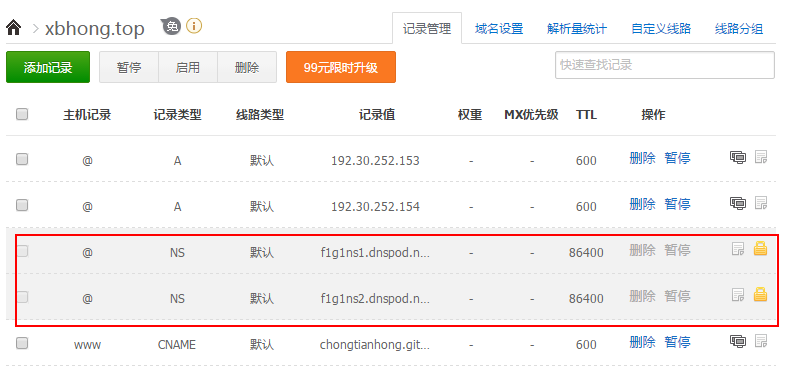 xbhong.top 免
记录管理 域名设置 解析量统计 自定义线路 线路分组
添加记录 暂停 启用 删除 99元限时升级 快速查找记录
主机记录 记录类型 线路类型 记录值 权重 MX优先级 TTL 操作
@ A 默认 192.30.252.153 - - 600 删除 暂停
@ A 默认 192.30.252.154 - - 600 删除 暂停
@ NS 默认 f1g1ns1.dnspod.n... - - 86400 删除 暂停
@ NS 默认 f1g1ns2.dnspod.n... - - 86400 删除 暂停
www CNAME 默认 chongtianhong.git... - - 600 删除 暂停